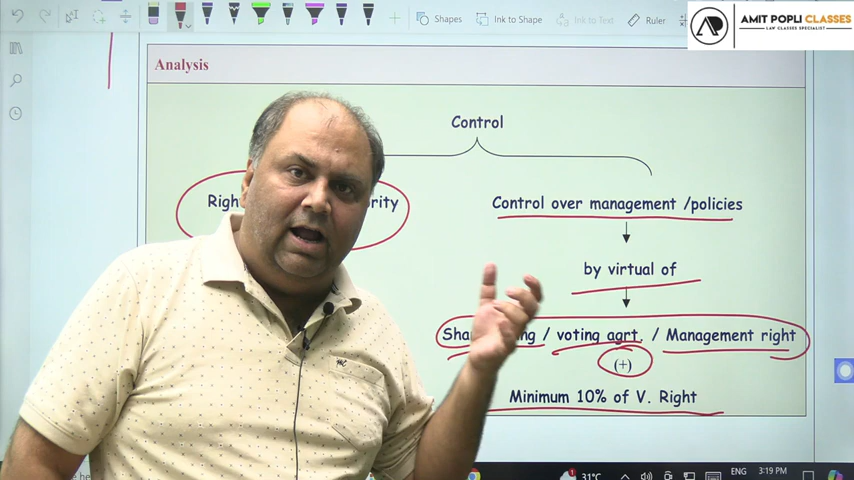 Shapes
Ink to Shape
Ink to Text
Ruler
AMIT POPLI CLASSES
LAW CLASSES SPECIALIST
Analysis
Control
Control over management /policies
by virtual of
/ voting agrt. / Management right
(+)
Minimum 10% of V. Right
31°C
ENG
3:19 PM